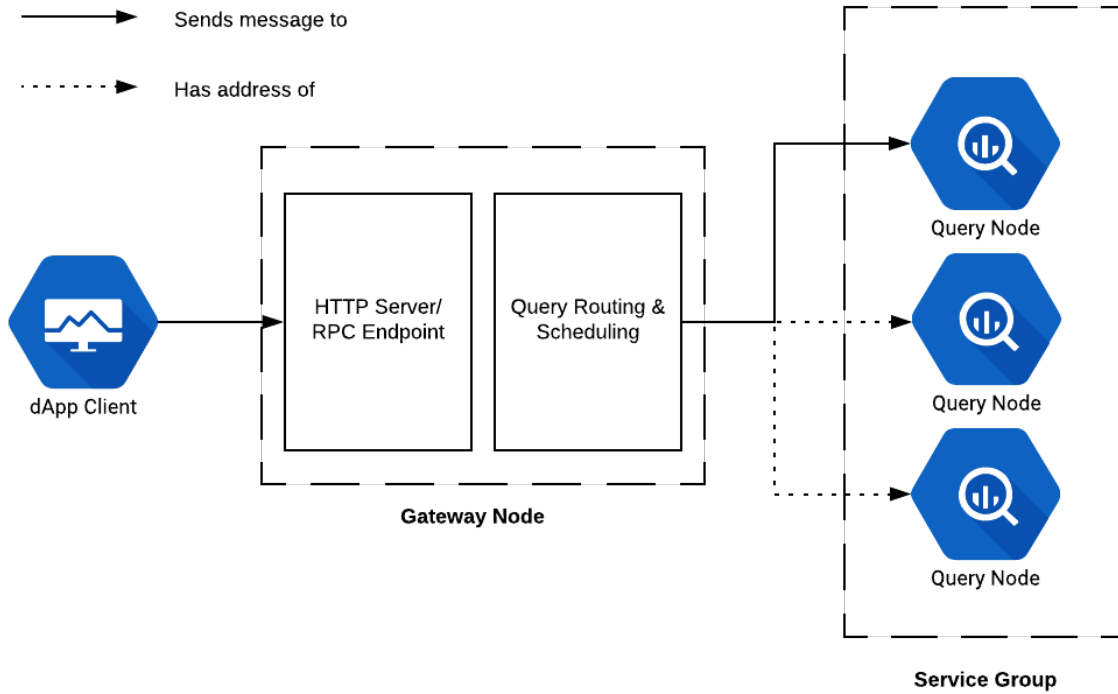 Sends message to
Has address of
Query Node
HTTP Server/
RPC Endpoint
Query Routing &
Scheduling
dApp Client
Query Node
Gateway Node
Query Node
Service Group